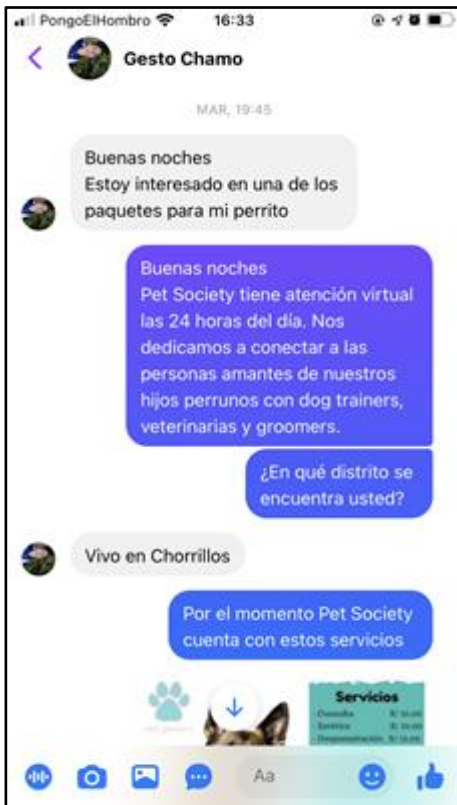 PongoElHombro
16:33
Gesto Chamo
MAR, 19:45
Buenas noches
Estoy interesado en una de los
paquetes para mi perrito
Buenas noches
Pet Society tiene atención virtual
las 24 horas del día. Nos
dedicamos a conectar a las
personas amantes de nuestros
hijos perrunos con dog trainers,
veterinarias y groomers.
¿En qué distrito se
encuentra usted?
Vivo en Chorrillos
Por el momento Pet Society
cuenta con estos servicios
Servicios
Consulta
Estética
Desparasitación
Aa